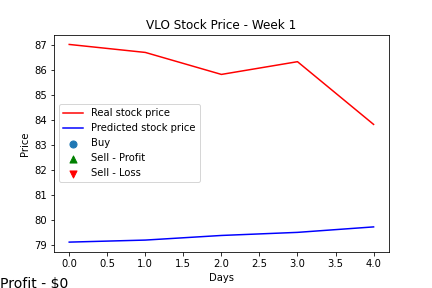 VLO Stock Price - Week 1
Price
87
86
85
84
83
82
81
80
79
Real stock price
Predicted stock price
Buy
Sell - Profit
Sell - Loss
0.0 0.5 1.0 1.5 2.0 2.5 3.0 3.5 4.0
Days
Profit - $0